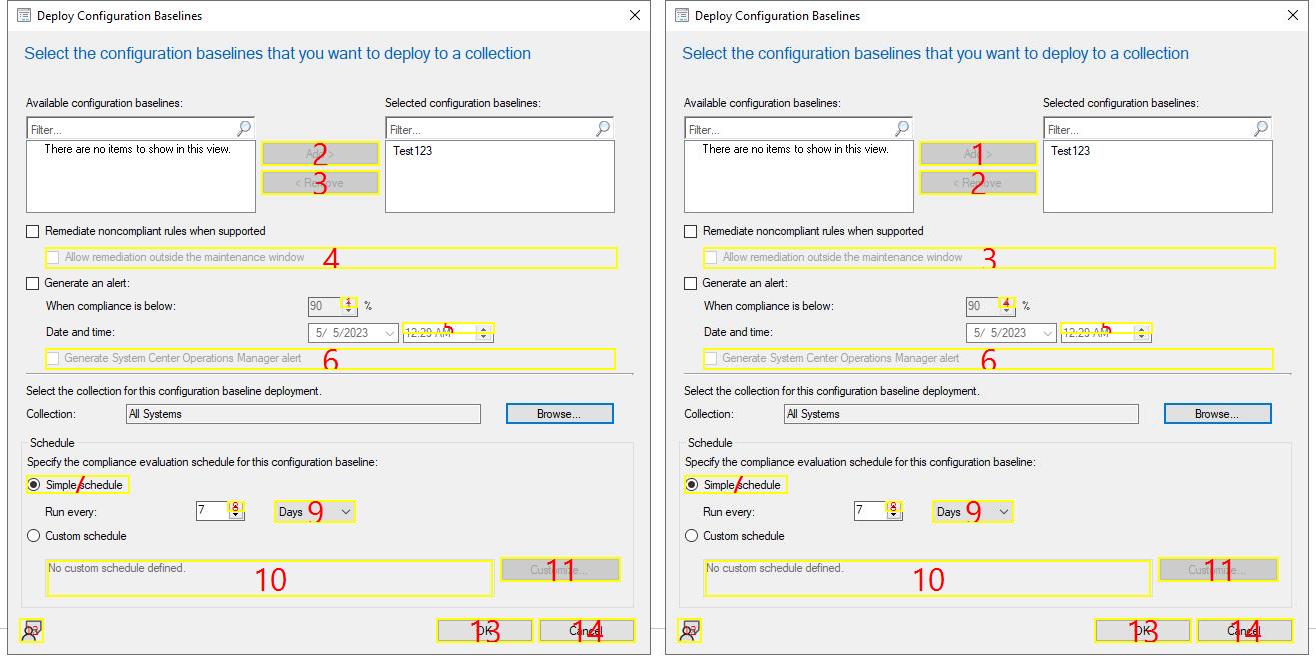 Deploy Configuration Baselines
Select the configuration baselines that you want to deploy to a collection
Available configuration baselines:
Selected configuration baselines:
Filter...
Filter...
There are no items to show in this view.
2
Add >
Test123
3
< Remove
Remediate noncompliant rules when supported
Allow remediation outside the maintenance window
4
Generate an alert:
When compliance is below:
90
1
%
Date and time:
5/ 5/2023
12:29 AM
5
Generate System Center Operations Manager alert
6
Select the collection for this configuration baseline deployment.
Collection:
All Systems
Browse...
Schedule
Specify the compliance evaluation schedule for this configuration baseline:
Simple schedule
7
Run every:
7
8
Days
9
Custom schedule
No custom schedule defined.
10
Customize...
11
12
OK
13
Cancel
14
Deploy Configuration Baselines
Select the configuration baselines that you want to deploy to a collection
Available configuration baselines:
Selected configuration baselines:
Filter...
Filter...
There are no items to show in this view.
1
Add >
Test123
2
< Remove
Remediate noncompliant rules when supported
Allow remediation outside the maintenance window
3
Generate an alert:
When compliance is below:
90
4
%
Date and time:
5/ 5/2023
12:29 AM
5
Generate System Center Operations Manager alert
6
Select the collection for this configuration baseline deployment.
Collection:
All Systems
Browse...
Schedule
Specify the compliance evaluation schedule for this configuration baseline:
Simple schedule
7
Run every:
7
8
Days
9
Custom schedule
No custom schedule defined.
10
Customize...
11
12
OK
13
Cancel
14